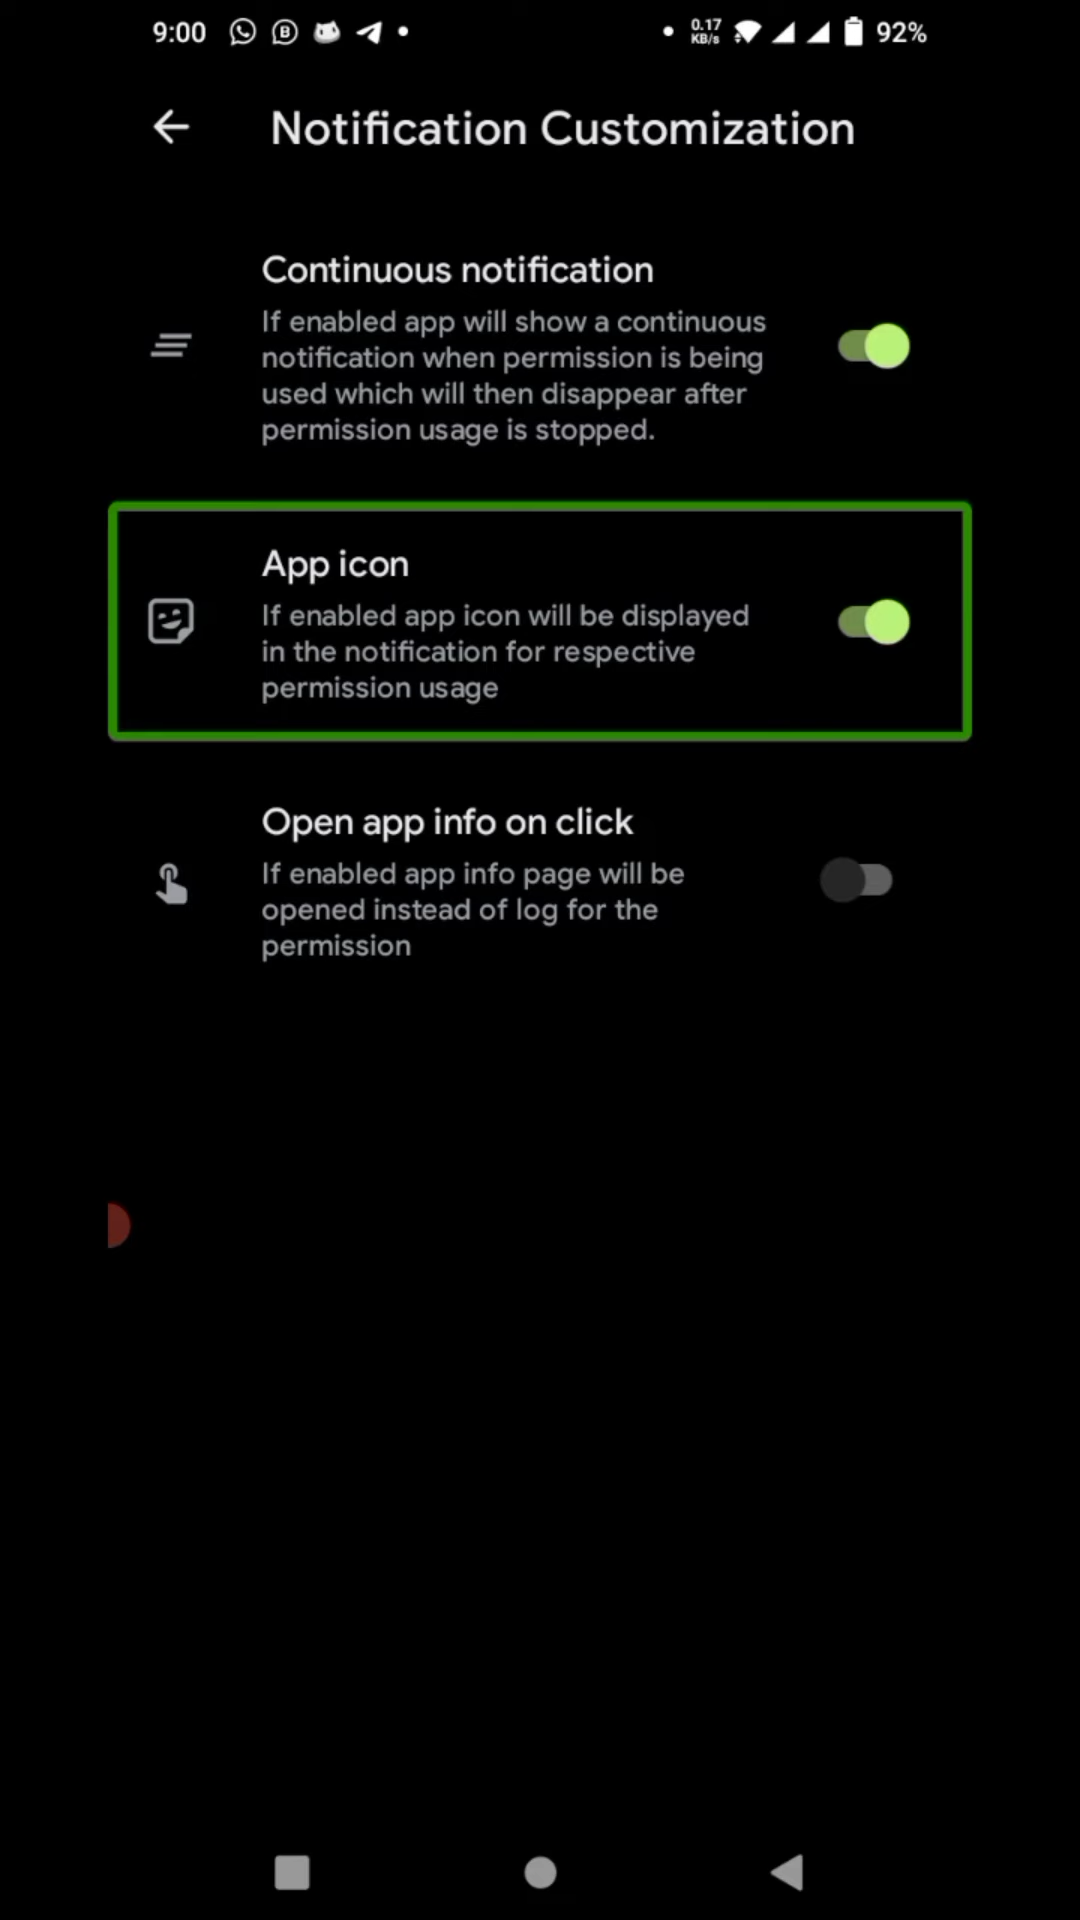 9:00 0.17 KB/s 92%
Notification Customization
Continuous notification
If enabled app will show a continuous
notification when permission is being
used which will then disappear after
permission usage is stopped.
App icon
If enabled app icon will be displayed
in the notification for respective
permission usage
Open app info on click
If enabled app info page will be
opened instead of log for the
permission